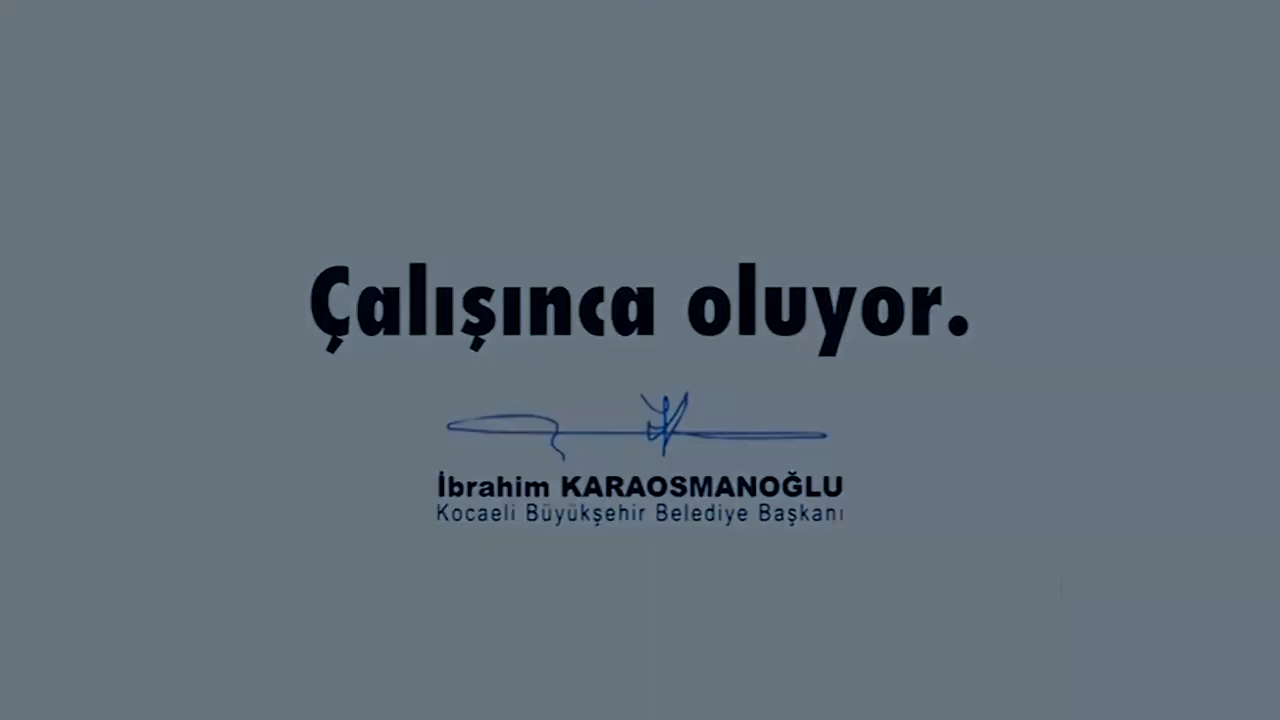 Çalışınca oluyor.
İbrahim KARAOSMANOĞLU
Kocaeli Büyükşehir Belediye Başkanı